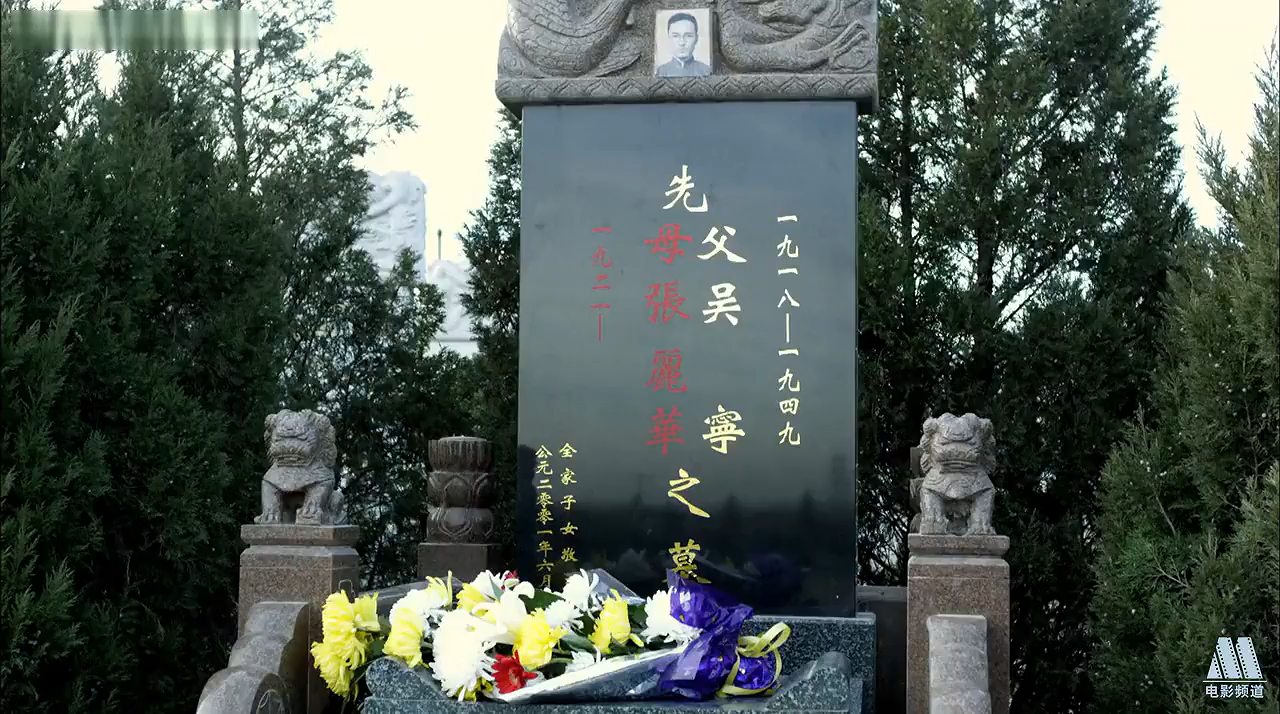 一九一八—一九四九
先
父吴寧
母張麗華
之墓
一九二一—
全家子女敬
公元二零零一年六月
电影频道